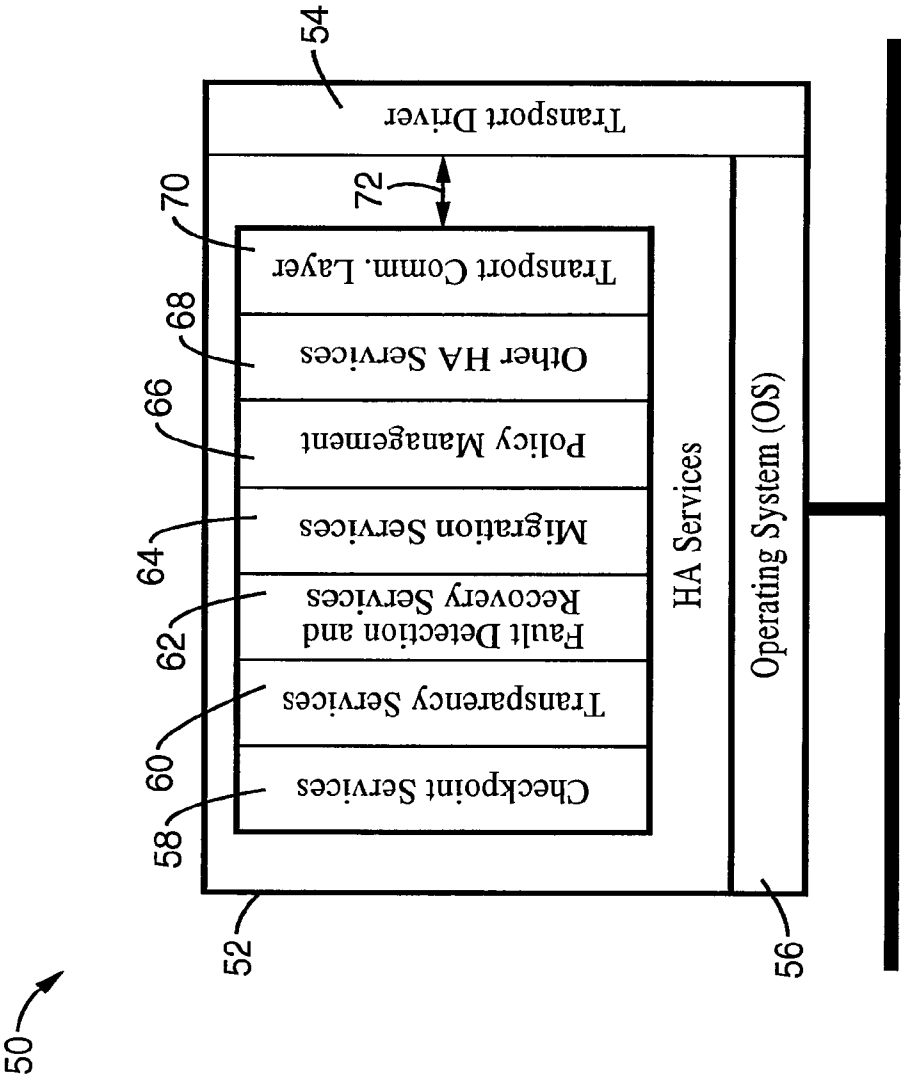 50
52
54
56
58
60
62
64
66
68
70
72
Checkpoint Services
Transparency Services
Fault Detection and
Recovery Services
Migration Services
Policy Management
Other HA Services
Transport Comm. Layer
Transport Driver
HA Services
Operating System (OS)